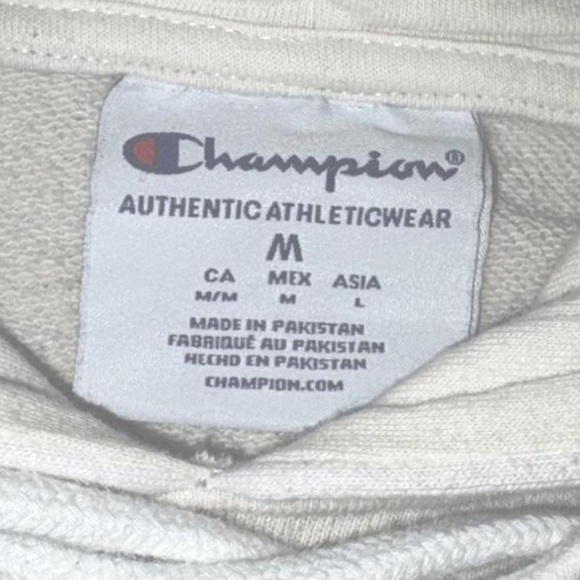 Champion®
AUTHENTIC ATHLETICWEAR
M
CA MEX ASIA
M/M M L
MADE IN PAKISTAN
FABRIQUÉ AU PAKISTAN
HECHO EN PAKISTAN
CHAMPION.COM